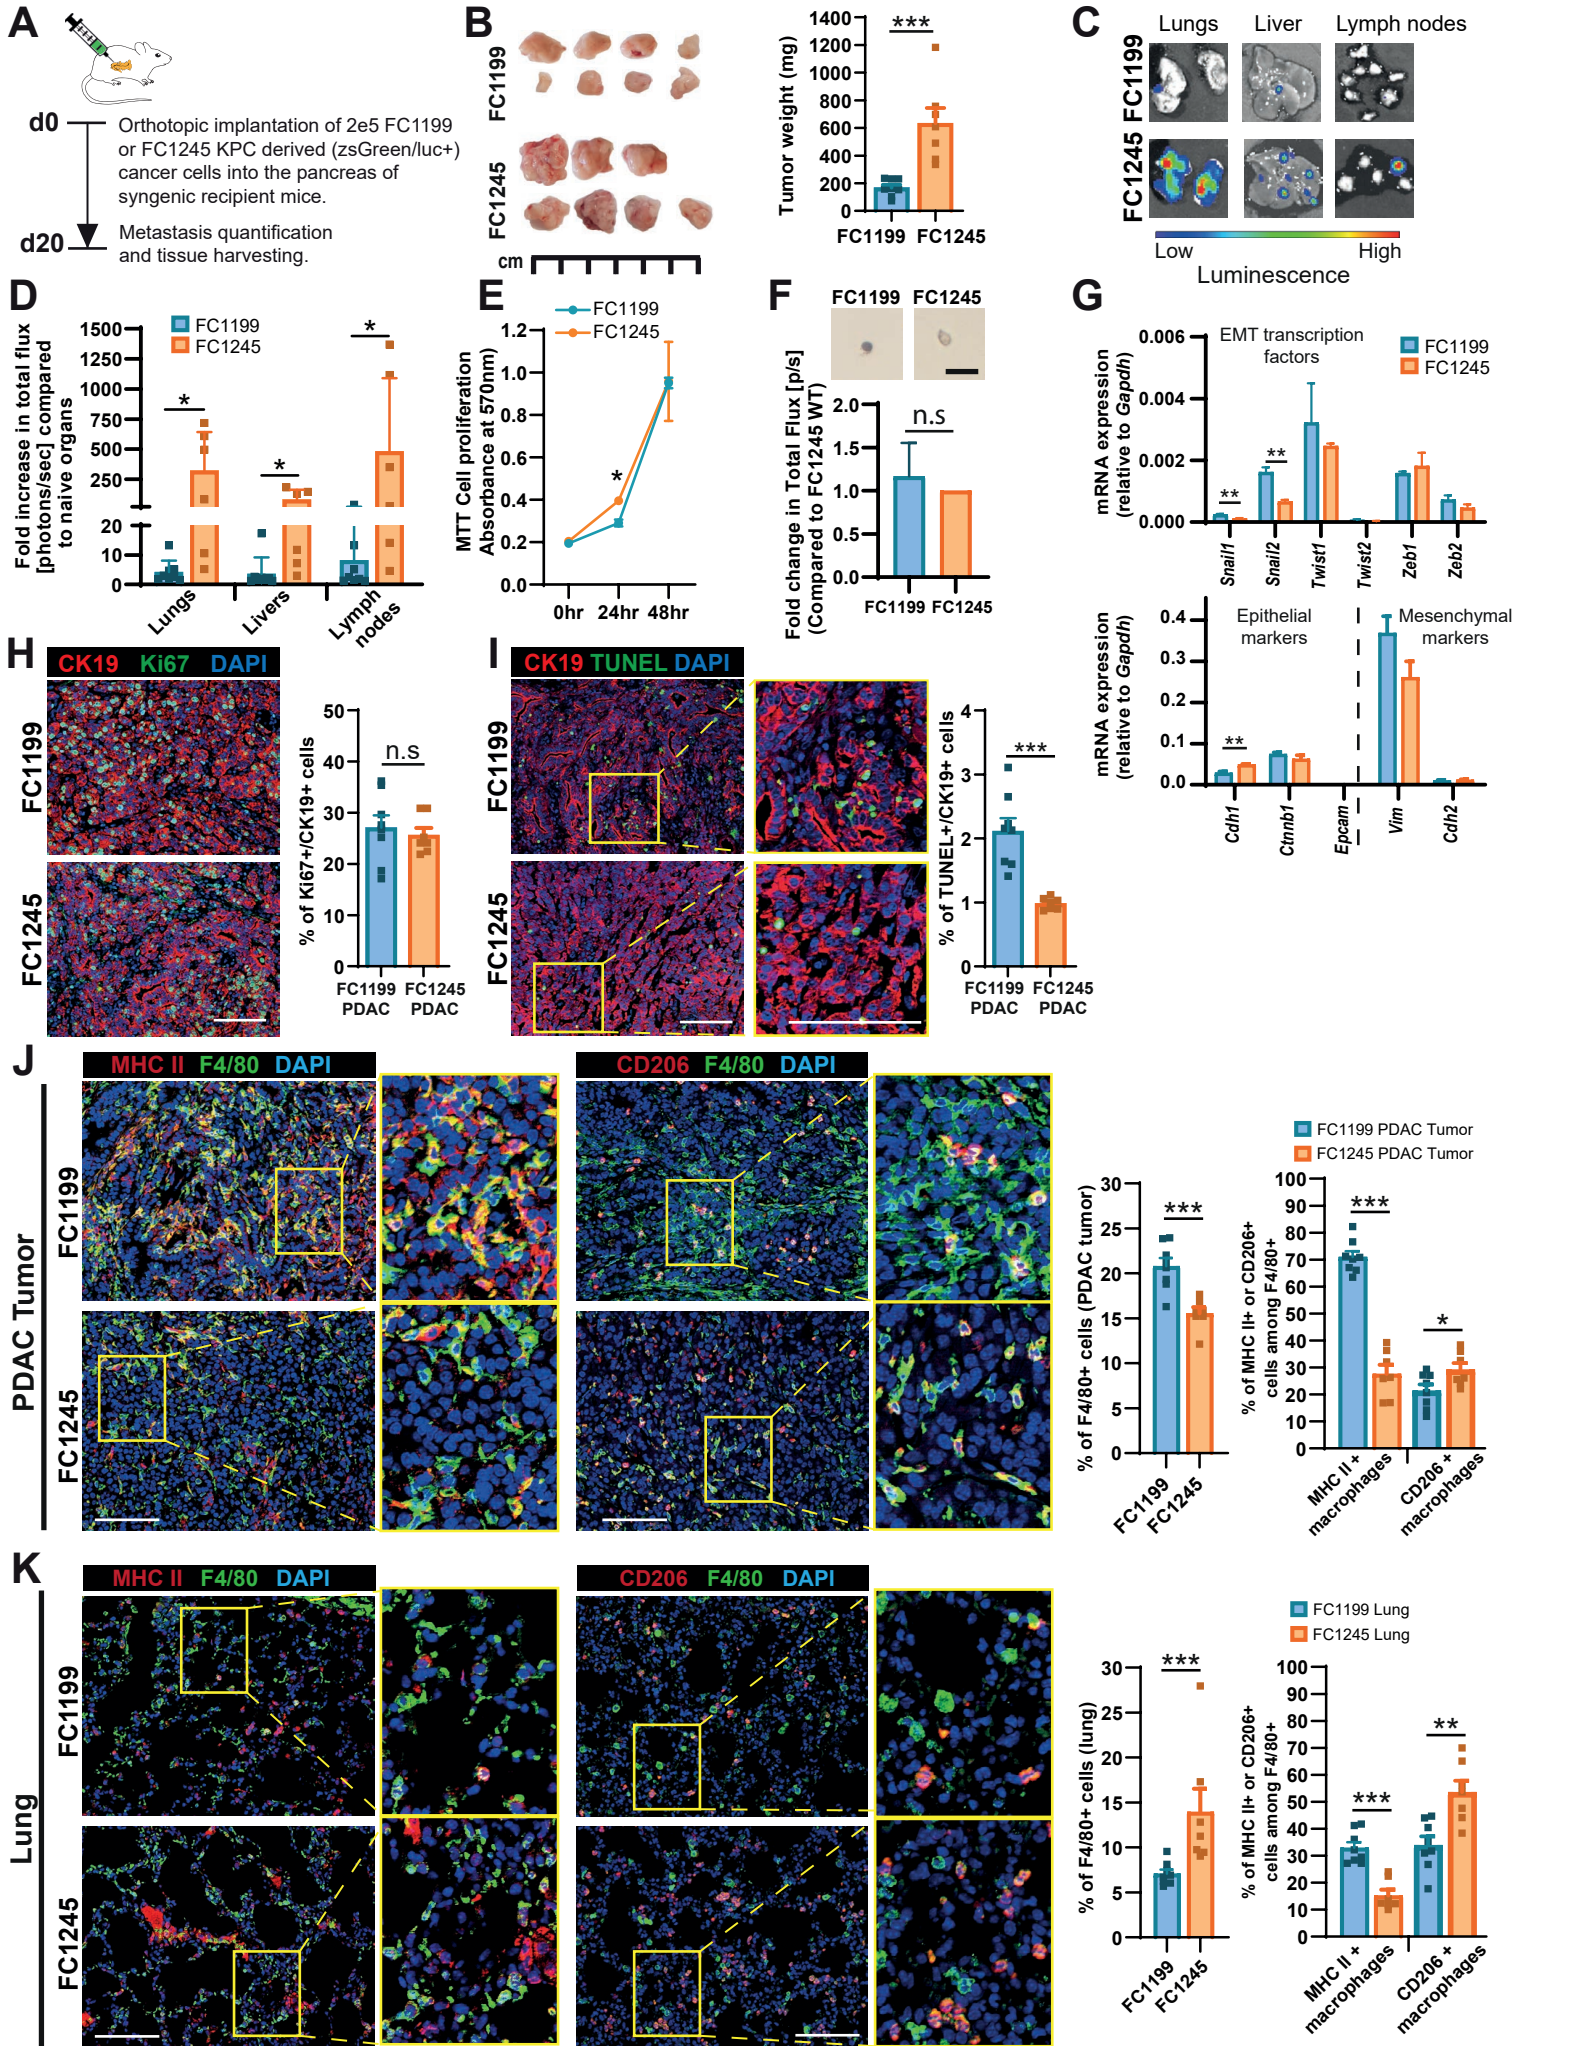 A
d0
Orthotopic implantation of 2e5 FC1199
or FC1245 KPC derived (zsGreen/luc+)
cancer cells into the pancreas of
syngenic recipient mice.
d20
Metastasis quantification
and tissue harvesting.
B
FC1199
FC1245
cm
Tumor weight (mg)
1400
1200
1000
800
600
400
200
0
***
FC1199 FC1245
C
Lungs Liver Lymph nodes
FC1199
FC1245
Low High
Luminescence
D
Fold increase in total flux
[photons/sec] compared
to naive organs
FC1199
FC1245
1500
1250
1000
750
500
250
20
10
0
*
*
*
Lungs
Livers
Lymph
nodes
E
FC1199
FC1245
MTT Cell proliferation
Absorbance at 570nm)
1.2
1.0
0.8
0.6
0.4
0.2
0.0
*
0hr 24hr 48hr
F
FC1199 FC1245
Fold change in Total Flux [p/s]
(Compared to FC1245 WT)
2.0
1.5
1.0
0.5
0.0
n.s
FC1199 FC1245
G
mRNA expression
(relative to Gapdh)
EMT transcription
factors
FC1199
FC1245
0.006
0.004
0.002
0.000
**
**
Snail1
Snail2
Twist1
Twist2
Zeb1
Zeb2
mRNA expression
(relative to Gapdh)
Epithelial
markers
Mesenchymal
markers
0.4
0.3
0.2
0.1
0.0
**
Cdh1
Ctnnb1
Epcam
Vim
Cdh2
H
CK19 Ki67 DAPI
FC1199
FC1245
% of Ki67+/CK19+ cells
50
40
30
20
10
0
n.s
FC1199 FC1245
PDAC PDAC
I
CK19 TUNEL DAPI
FC1199
FC1245
% of TUNEL+/CK19+ cells
4
3
2
1
0
***
FC1199 FC1245
PDAC PDAC
J
PDAC Tumor
MHC II F4/80 DAPI
CD206 F4/80 DAPI
FC1199
FC1245
% of F4/80+ cells (PDAC tumor)
30
25
20
15
10
5
0
***
FC1199
FC1245
FC1199 PDAC Tumor
FC1245 PDAC Tumor
% of MHC II+ or CD206+
cells among F4/80+
100
90
80
70
60
50
40
30
20
10
0
***
*
MHC II +
macrophages
CD206 +
macrophages
K
Lung
MHC II F4/80 DAPI
CD206 F4/80 DAPI
FC1199
FC1245
% of F4/80+ cells (lung)
30
25
20
15
10
5
0
***
FC1199
FC1245
FC1199 Lung
FC1245 Lung
% of MHC II+ or CD206+
cells among F4/80+
100
90
80
70
60
50
40
30
20
10
0
***
**
MHC II +
macrophages
CD206 +
macrophages